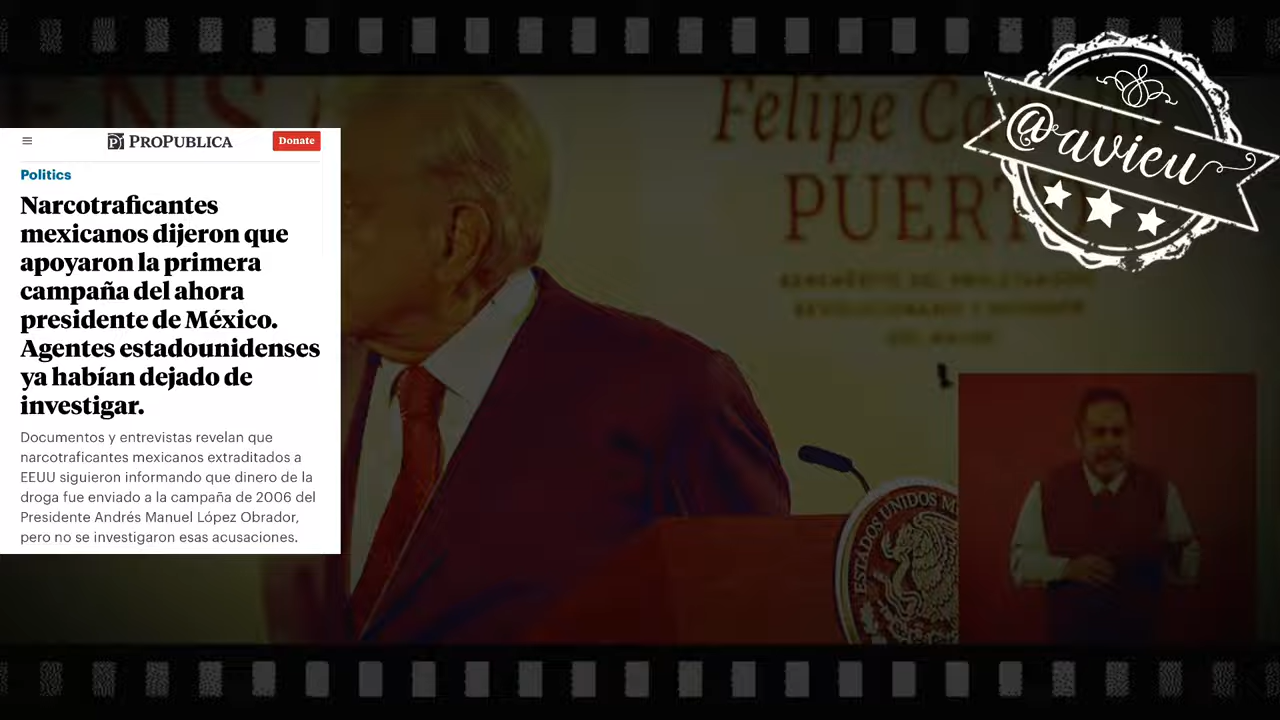 Felipe
PUERTO
@avieu
PROPUBLICA
Donate
Politics
Narcotraficantes
mexicanos dijeron que
apoyaron la primera
campaña del ahora
presidente de México.
Agentes estadounidenses
ya habían dejado de
investigar.
Documentos y entrevistas revelan que
narcotraficantes mexicanos extraditados a
EEUU siguieron informando que dinero de la
droga fue enviado a la campaña de 2006 del
Presidente Andrés Manuel López Obrador,
pero no se investigaron esas acusaciones.
ESTADOS UNIDOS